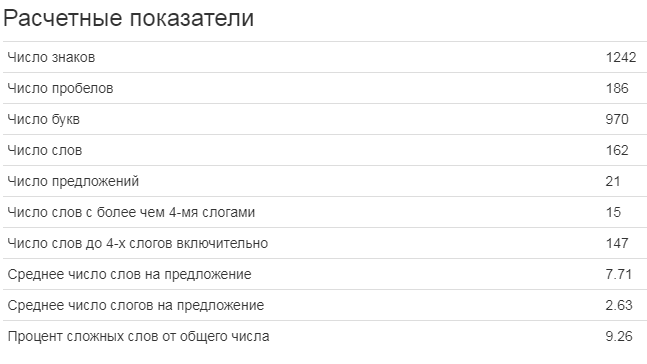 Расчетные показатели
Число знаков 1242
Число пробелов 186
Число букв 970
Число слов 162
Число предложений 21
Число слов с более чем 4-мя слогами 15
Число слов до 4-х слогов включительно 147
Среднее число слов на предложение 7.71
Среднее число слогов на предложение 2.63
Процент сложных слов от общего числа 9.26